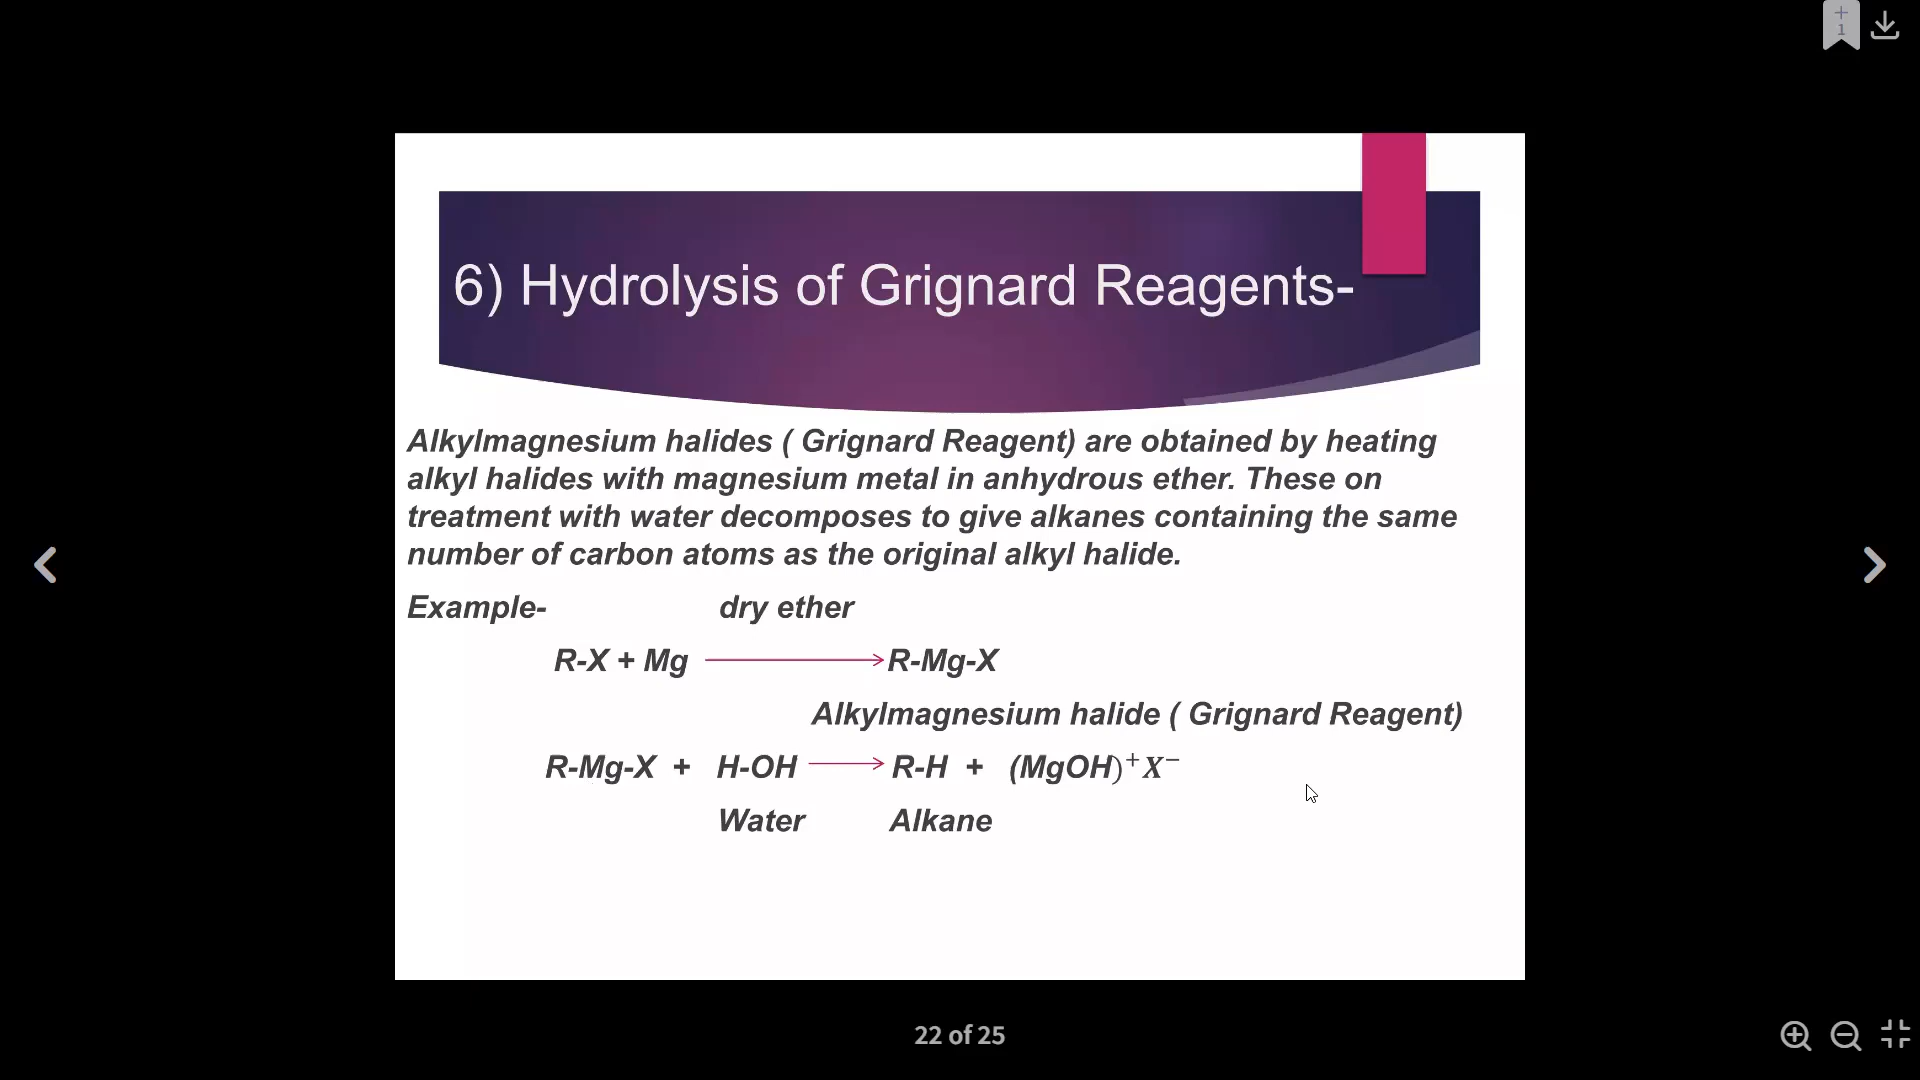 +
1
6) Hydrolysis of Grignard Reagents-
Alkylmagnesium halides ( Grignard Reagent) are obtained by heating
alkyl halides with magnesium metal in anhydrous ether. These on
treatment with water decomposes to give alkanes containing the same
number of carbon atoms as the original alkyl halide.
Example- dry ether
R-X + Mg ⟶ R-Mg-X
Alkylmagnesium halide ( Grignard Reagent)
R-Mg-X + H-OH ⟶ R-H + (MgOH)⁺X⁻
Water Alkane
22 of 25